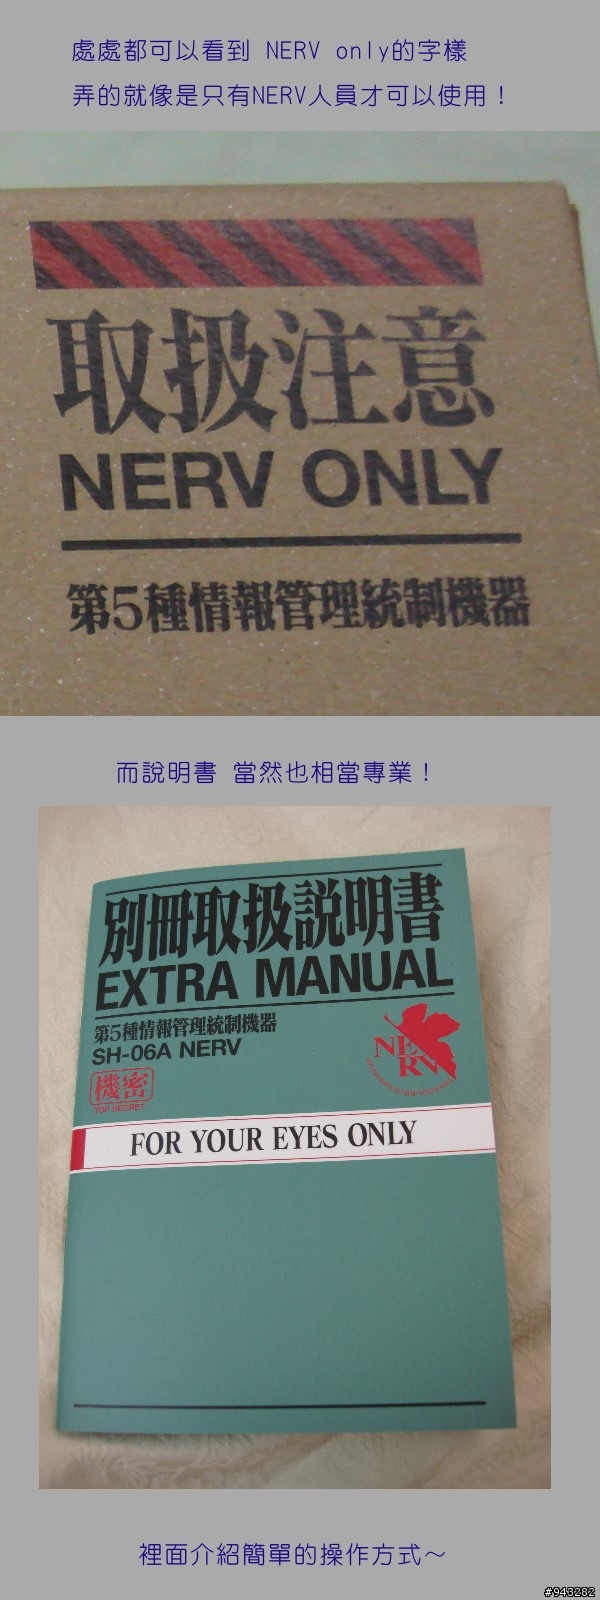 處處都可以看到 NERV only的字樣
弄的就像是只有NERV人員才可以使用！
取扱注意
NERV ONLY
第5種情報管理統制機器
而說明書 當然也相當專業！
別冊取扱説明書
EXTRA MANUAL
第5種情報管理統制機器
SH-06A NERV
機密
TOP SECRET
NERV
FOR YOUR EYES ONLY
裡面介紹簡單的操作方式～
#943282